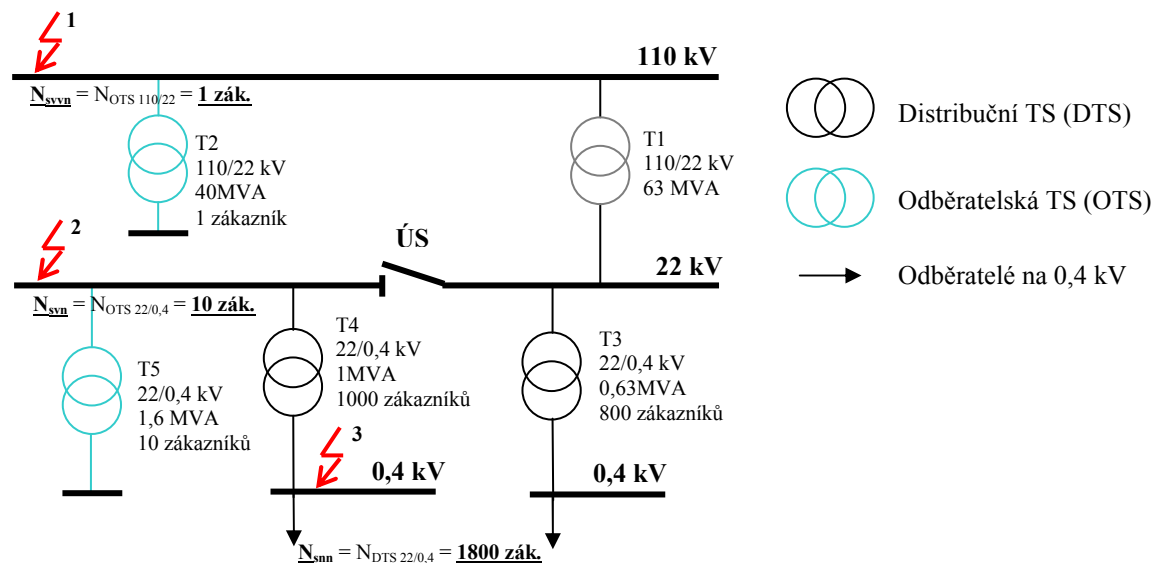 1
110 kV
N_svvn = N_OTS 110/22 = 1 zák.
T2
110/22 kV
40MVA
1 zákazník
T1
110/22 kV
63 MVA
Distribuční TS (DTS)
Odběratelská TS (OTS)
Odběratelé na 0,4 kV
2
ÚS
22 kV
N_svn = N_OTS 22/0,4 = 10 zák.
T5
22/0,4 kV
1,6 MVA
10 zákazníků
T4
22/0,4 kV
1MVA
1000 zákazníků
T3
22/0,4 kV
0,63MVA
800 zákazníků
3
0,4 kV
0,4 kV
N_snn = N_DTS 22/0,4 = 1800 zák.